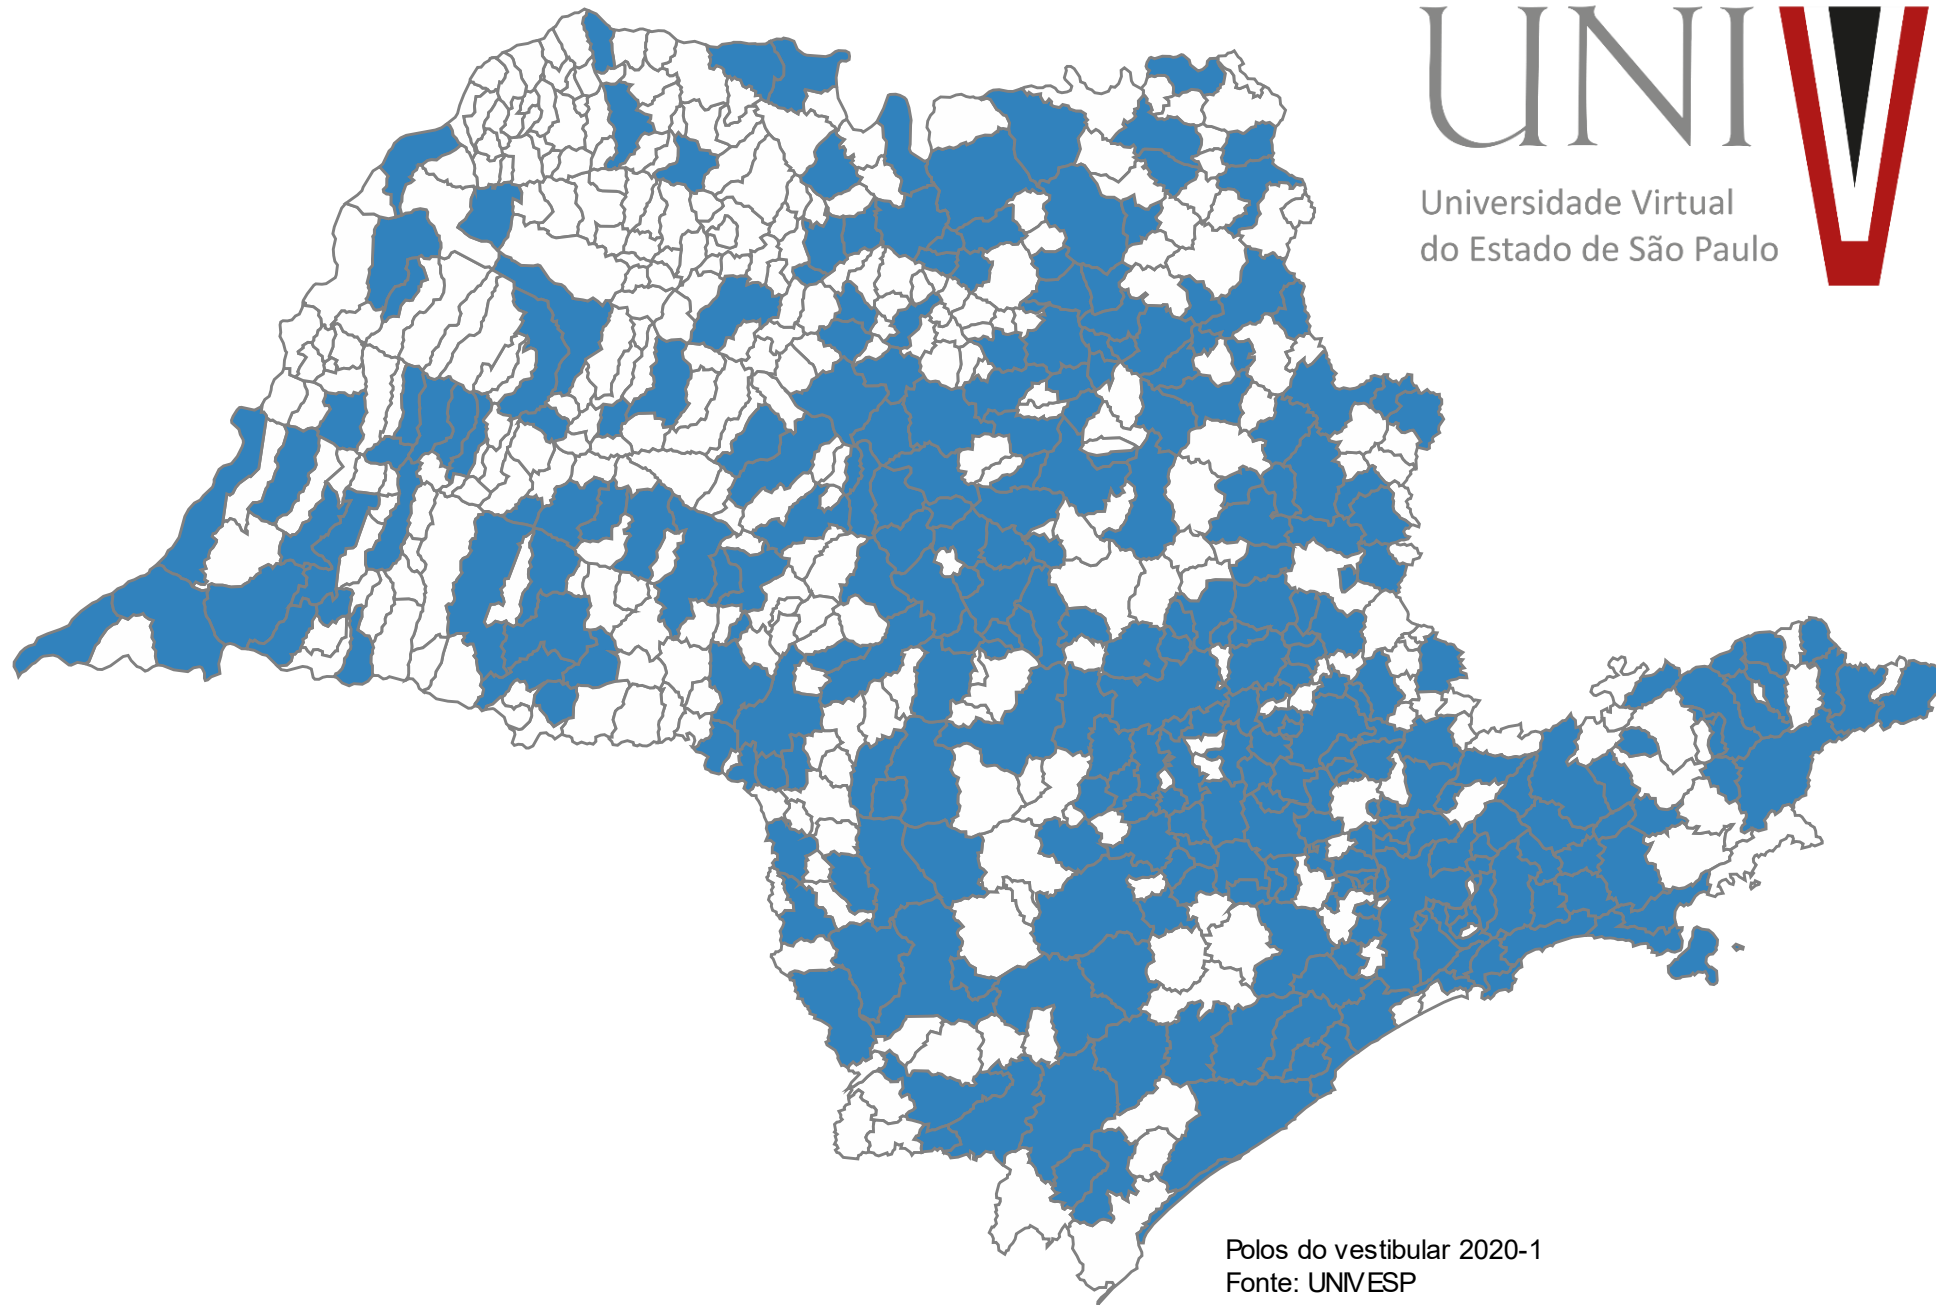 UNIV
Universidade Virtual
do Estado de São Paulo
Polos do vestibular 2020-1
Fonte: UNIVESP